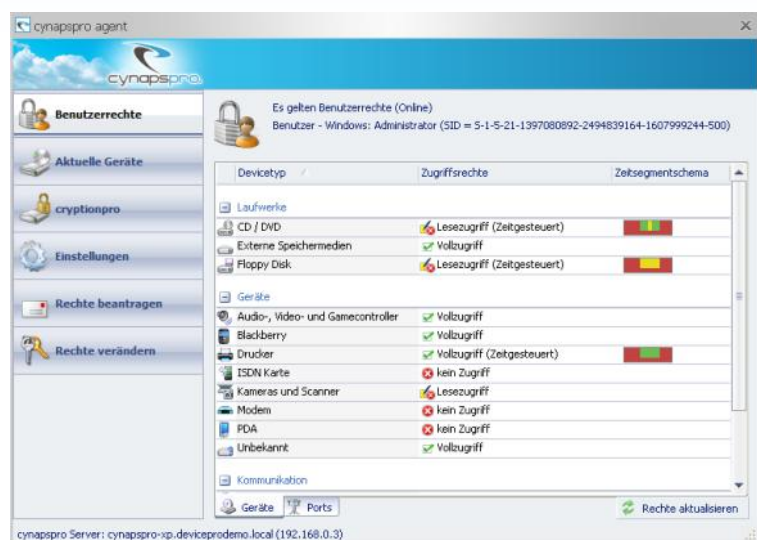 cynapspro agent
cynapspro.
Benutzerrechte
Aktuelle Geräte
cryptionpro
Einstellungen
Rechte beantragen
Rechte verändern
Es gelten Benutzerrechte (Online)
Benutzer - Windows: Administrator (SID = S-1-5-21-1397080892-2494839164-1607999244-500)
Devicetyp Zugriffsrechte Zeitsegmentschema
Laufwerke
CD / DVD Lesezugriff (Zeitgesteuert)
Externe Speichermedien Vollzugriff
Floppy Disk Lesezugriff (Zeitgesteuert)
Geräte
Audio-, Video- und Gamecontroller Vollzugriff
Blackberry Vollzugriff
Drucker Vollzugriff (Zeitgesteuert)
ISDN Karte kein Zugriff
Kameras und Scanner Lesezugriff
Modem kein Zugriff
PDA kein Zugriff
Unbekannt Vollzugriff
Kommunikation
Geräte Ports Rechte aktualisieren
cynapspro Server: cynapspro-xp.deviceprodemo.local (192.168.0.3)